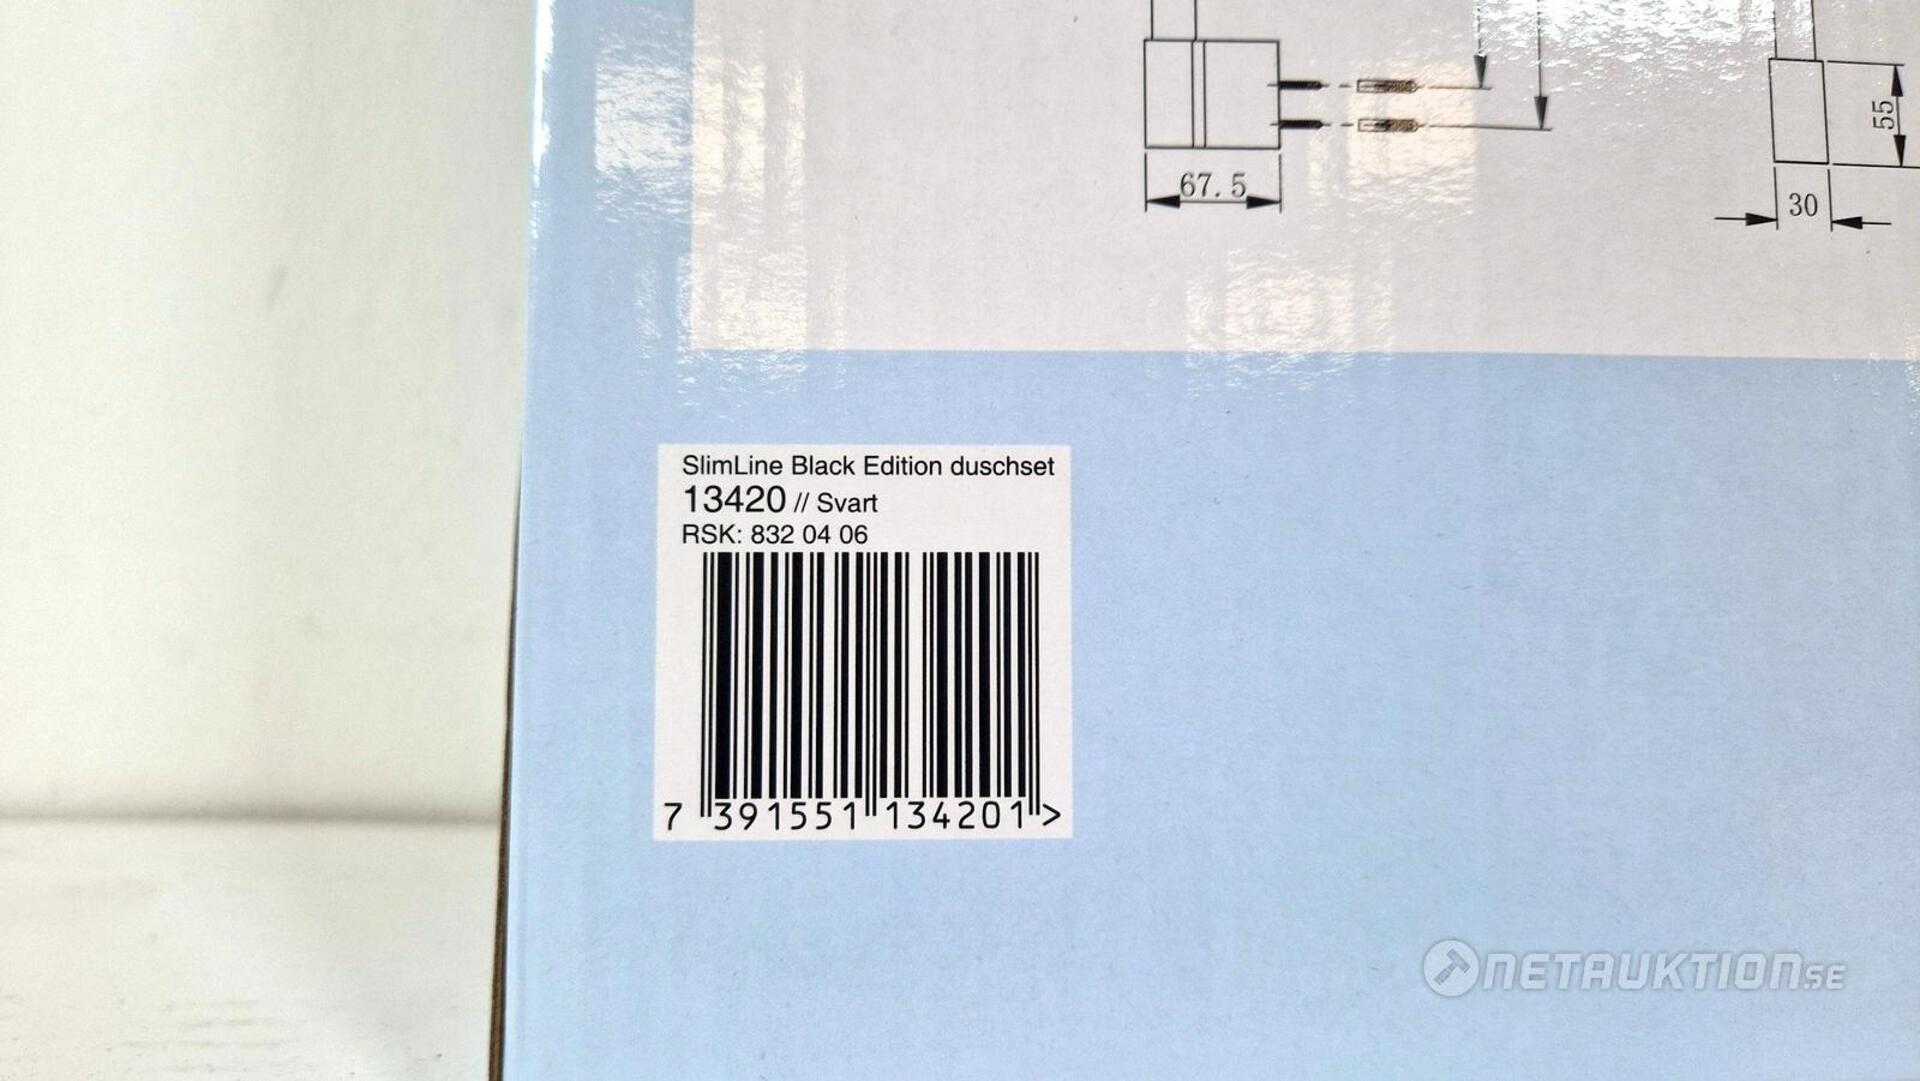 67.5
55
30
SlimLine Black Edition duschset
13420 // Svart
RSK: 832 04 06
7 391551 134201 >
NETAUKTION.SE